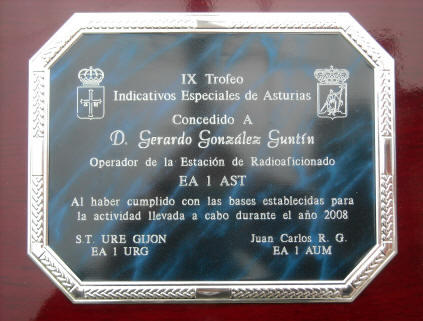 IX Trofeo
Indicativos Especiales de Asturias
Concedido A
D. Gerardo González Guntín
Operador de la Estación de Radioaficionado
EA 1 AST
Al haber cumplido con las bases establecidas para
la actividad llevada a cabo durante el año 2008
S.T. URE GIJON
EA 1 URG
Juan Carlos R. G.
EA 1 AUM